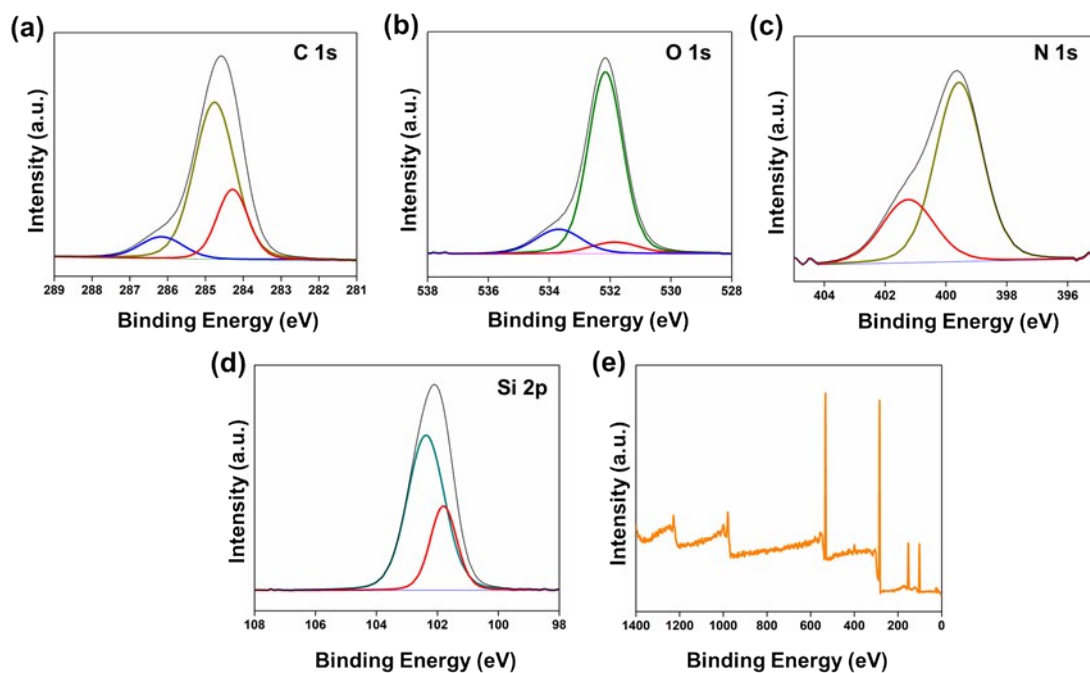 (a)
C 1s
Intensity (a.u.)
289 288 287 286 285 284 283 282 281
Binding Energy (eV)
(b)
O 1s
Intensity (a.u.)
538 536 534 532 530 528
Binding Energy (eV)
(c)
N 1s
Intensity (a.u.)
404 402 400 398 396
Binding Energy (eV)
(d)
Si 2p
Intensity (a.u.)
108 106 104 102 100 98
Binding Energy (eV)
(e)
Intensity (a.u.)
1400 1200 1000 800 600 400 200 0
Binding Energy (eV)